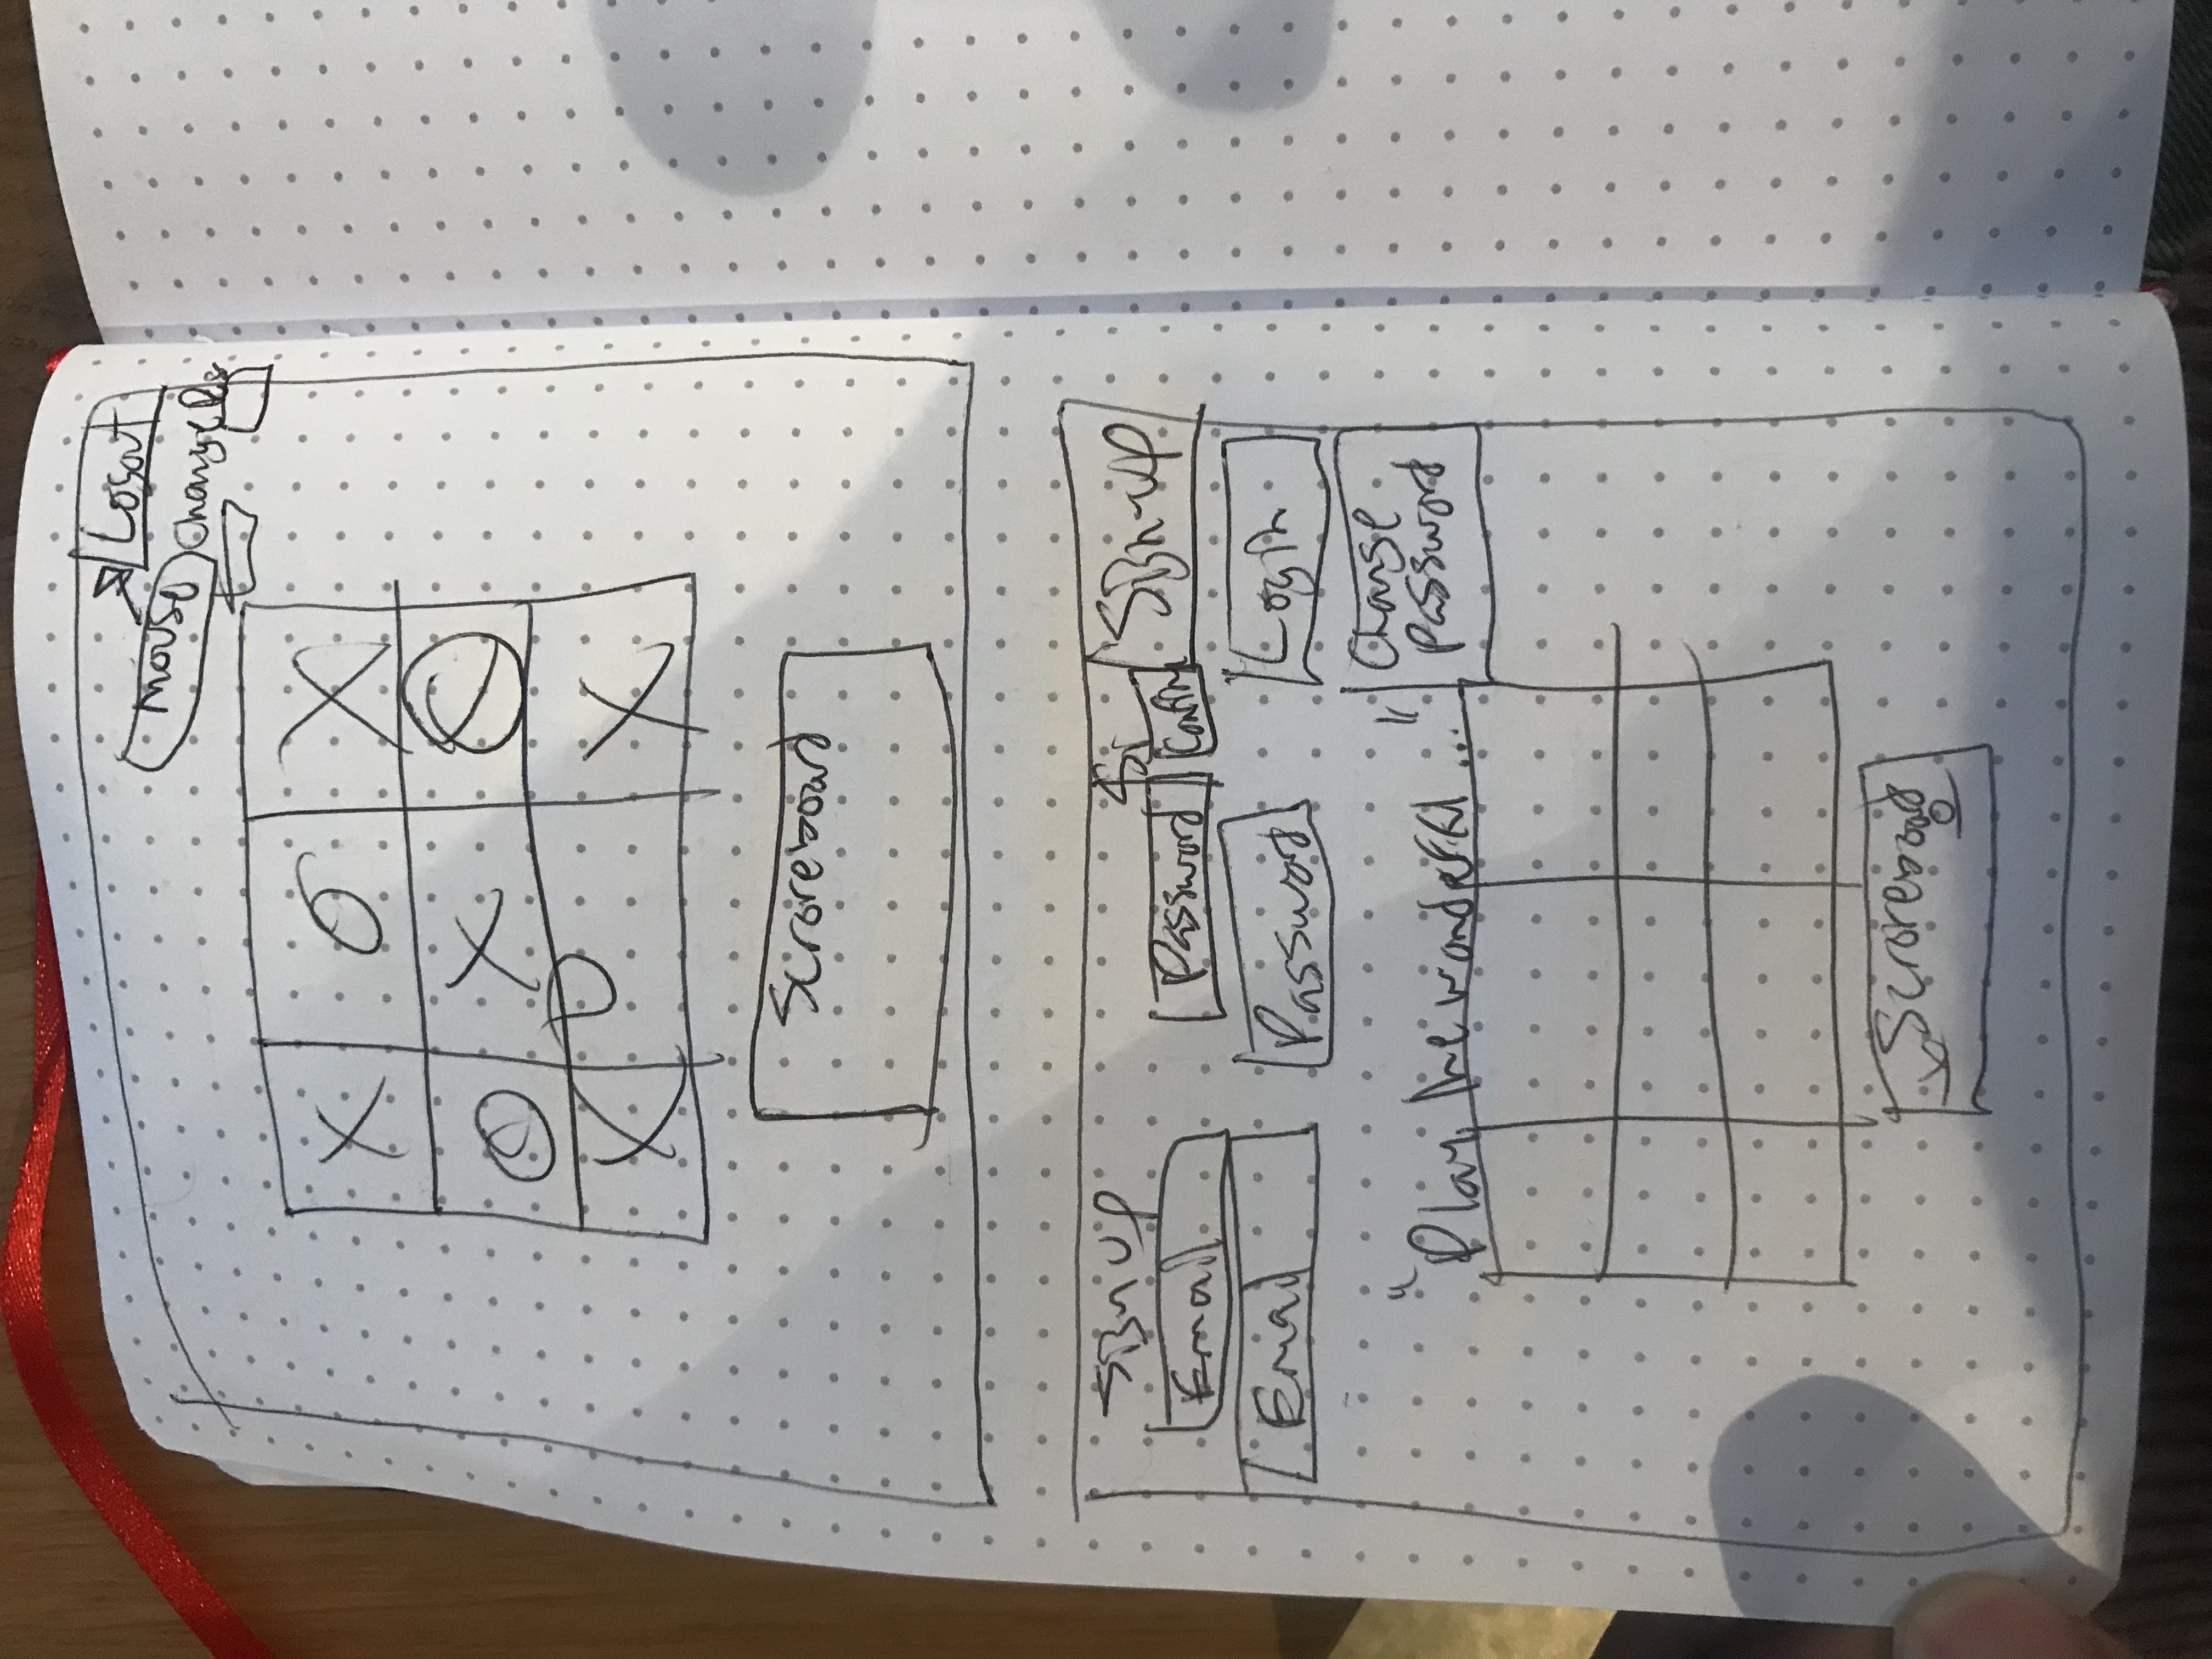 Logout
mouse Change Ps
X O X
O X O
X O X
Scroreboard
Sign up Si Sign-up
Email Password Confirm
Email Password Login
Change
Password
"Play the wonderful ..."
Scroreboard
X O